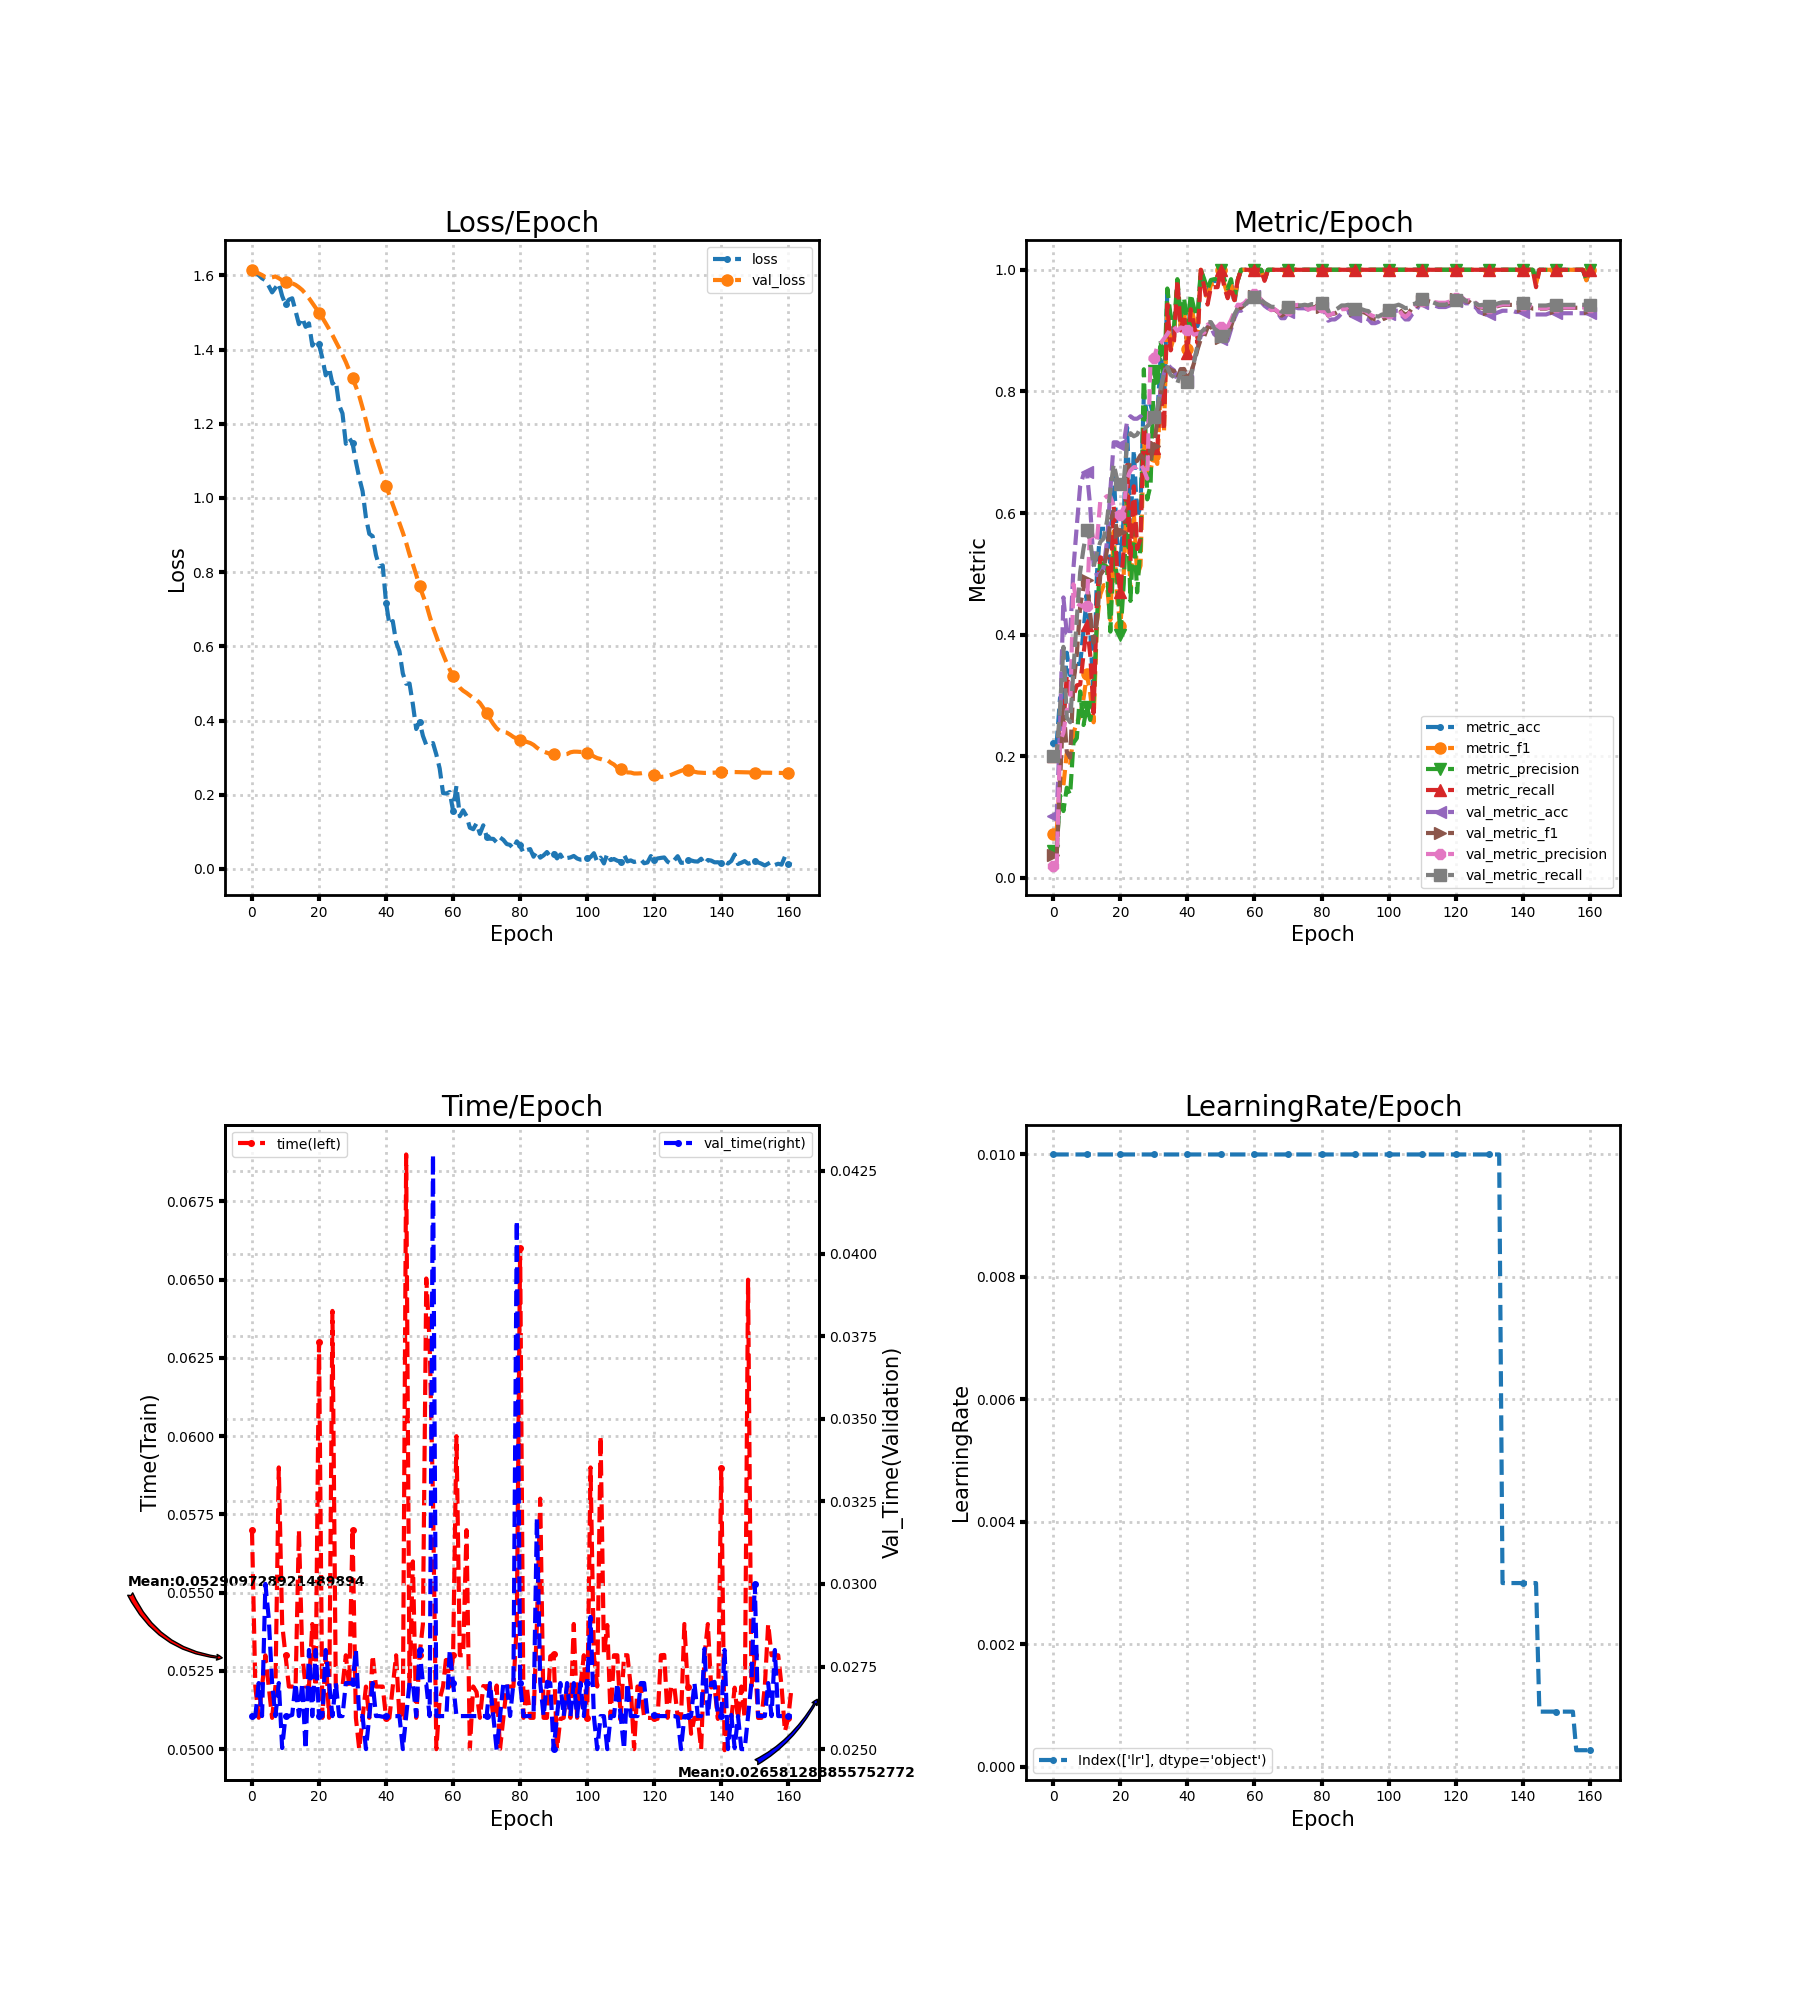 Loss/Epoch
loss
val_loss
1.6
1.4
1.2
1.0
0.8
0.6
0.4
0.2
0.0
Loss
0 20 40 60 80 100 120 140 160
Epoch
Metric/Epoch
1.0
0.8
0.6
0.4
0.2
0.0
Metric
metric_acc
metric_f1
metric_precision
metric_recall
val_metric_acc
val_metric_f1
val_metric_precision
val_metric_recall
0 20 40 60 80 100 120 140 160
Epoch
Time/Epoch
time(left)
val_time(right)
0.0675
0.0650
0.0625
0.0600
0.0575
0.0550
0.0525
0.0500
Time(Train)
Mean:0.052909728921489894
0.0425
0.0400
0.0375
0.0350
0.0325
0.0300
0.0275
0.0250
Val_Time(Validation)
Mean:0.026581288855752772
0 20 40 60 80 100 120 140 160
Epoch
LearningRate/Epoch
0.010
0.008
0.006
0.004
0.002
0.000
LearningRate
Index(['lr'], dtype='object')
0 20 40 60 80 100 120 140 160
Epoch